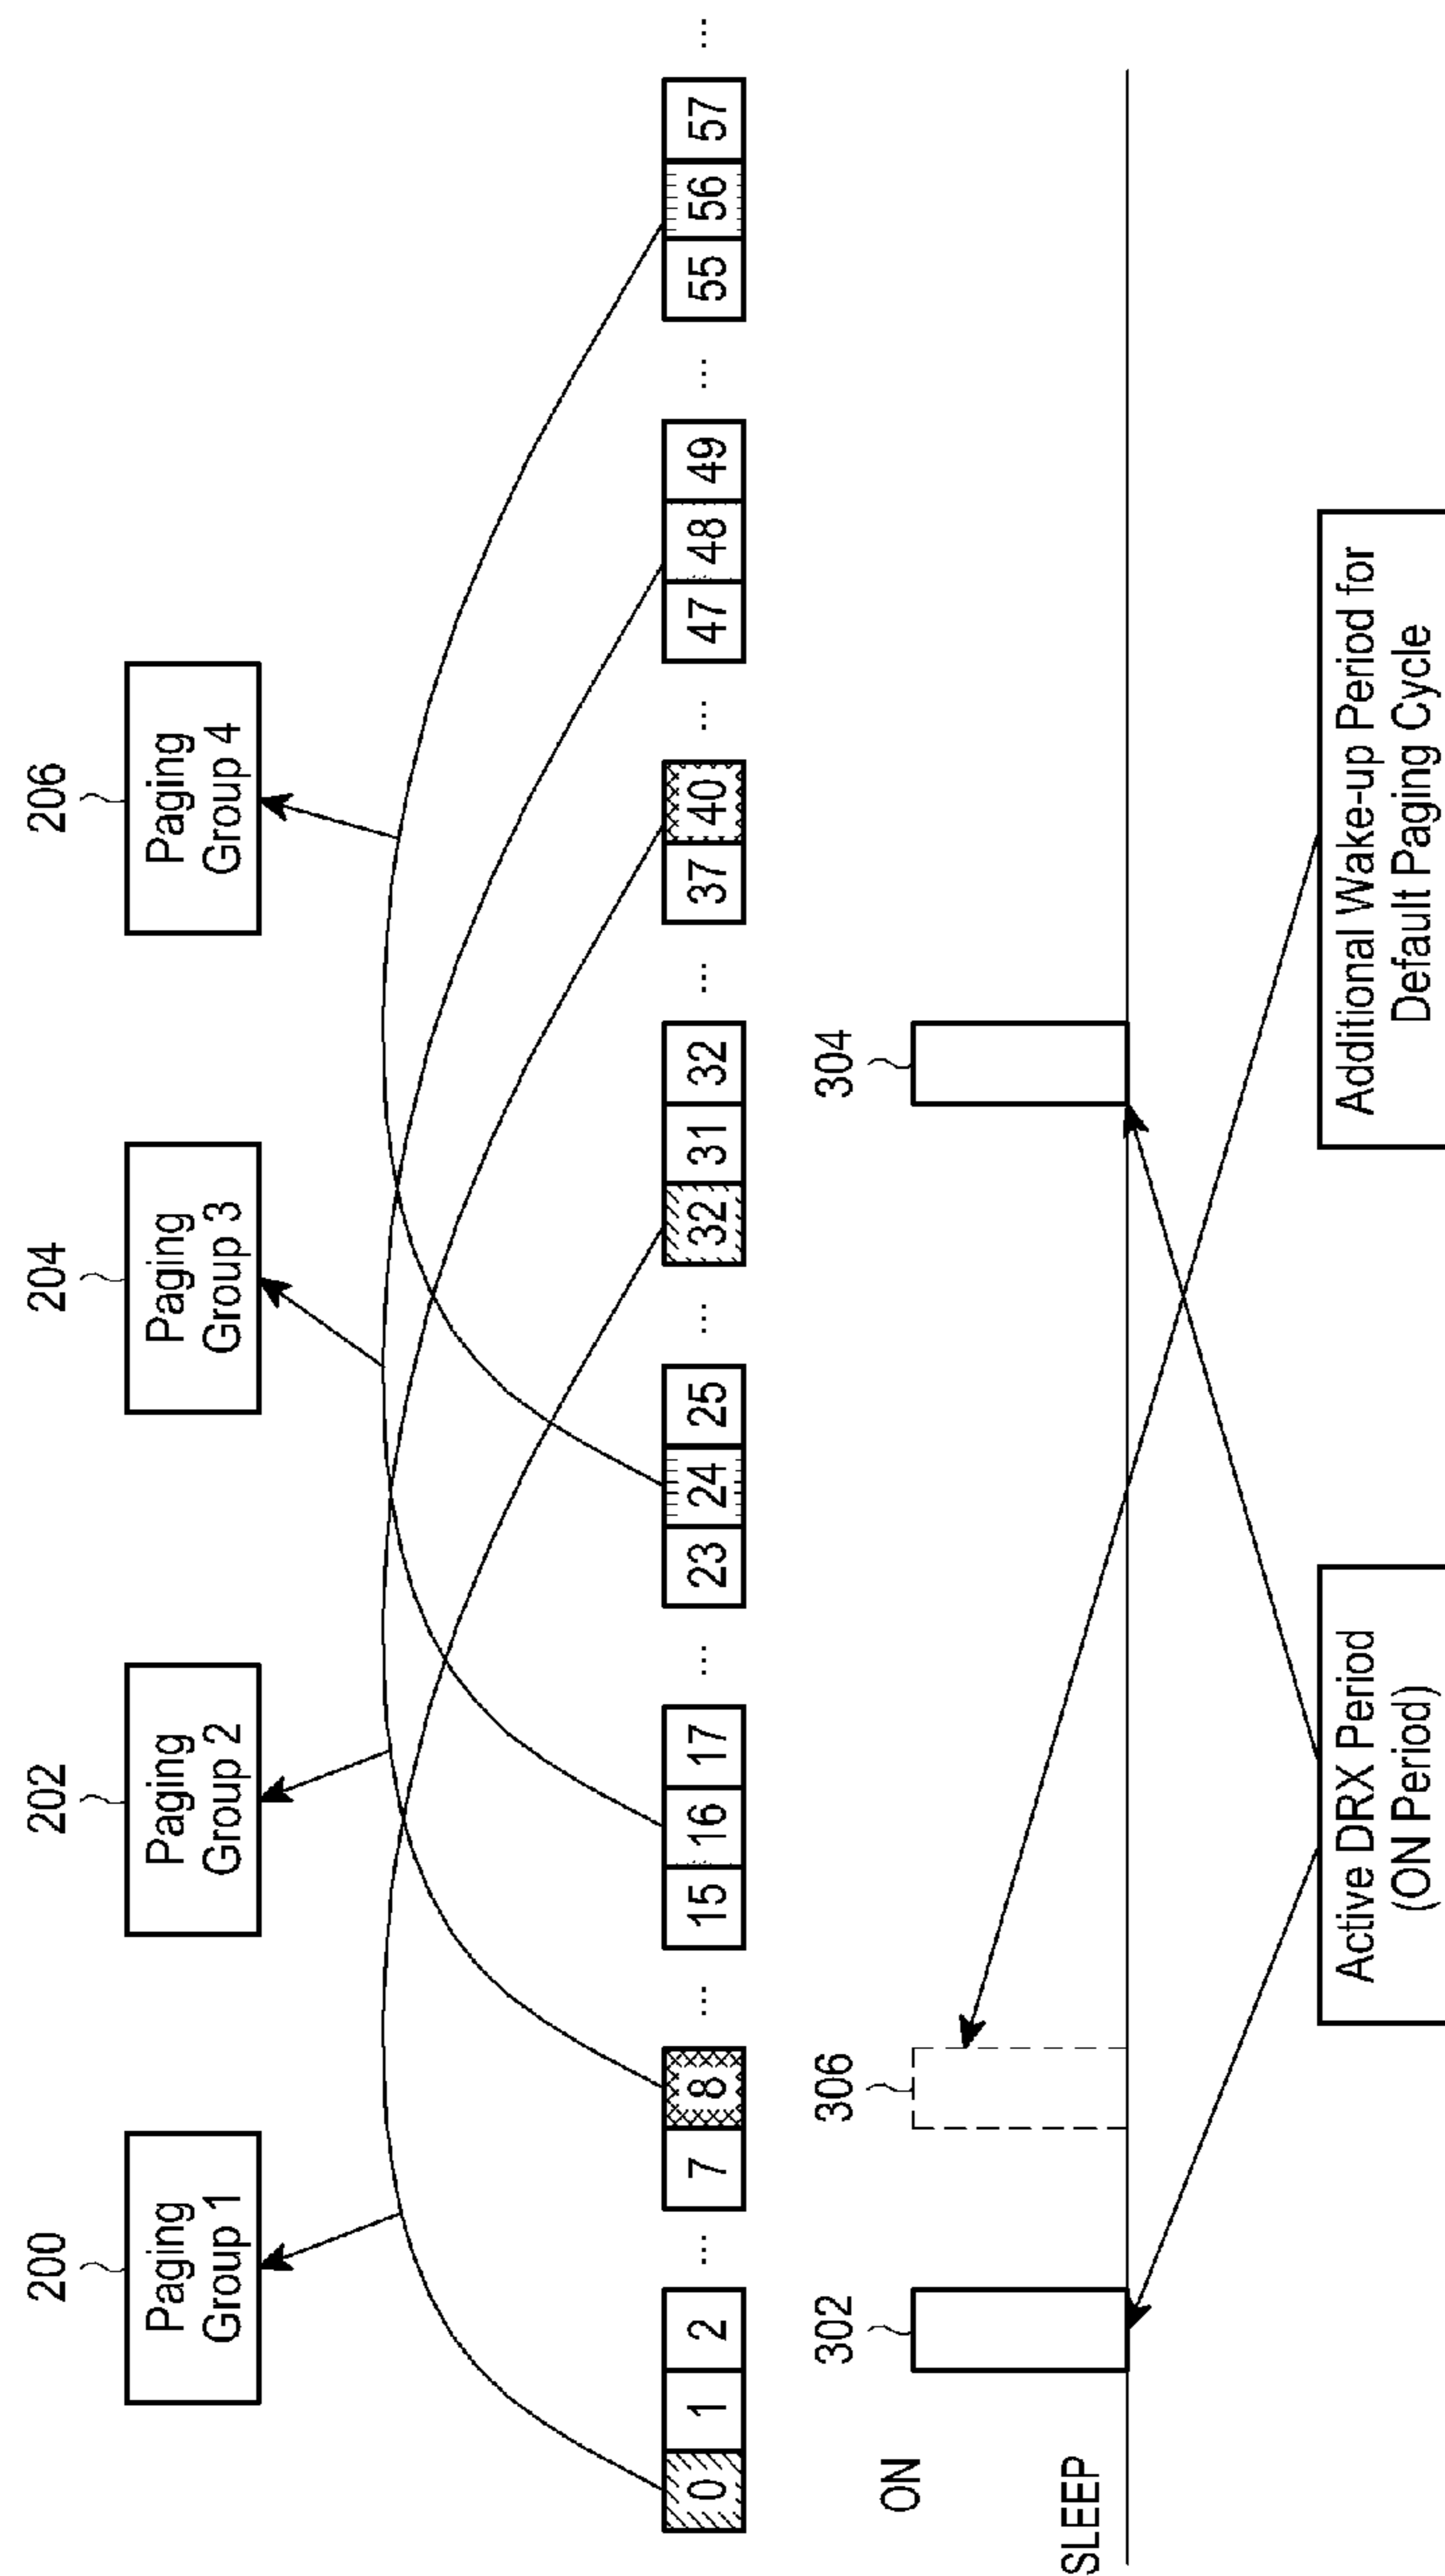 200
202
204
206
Paging
Group 1
Paging
Group 2
Paging
Group 3
Paging
Group 4
0 1 2 ... 7 8 ... 15 16 17 ... 23 24 25 ... 32 31 32 ... 37 40 ... 47 48 49 ... 55 56 57 ...
302
306
304
ON
SLEEP
Active DRX Period
(ON Period)
Additional Wake-up Period for
Default Paging Cycle